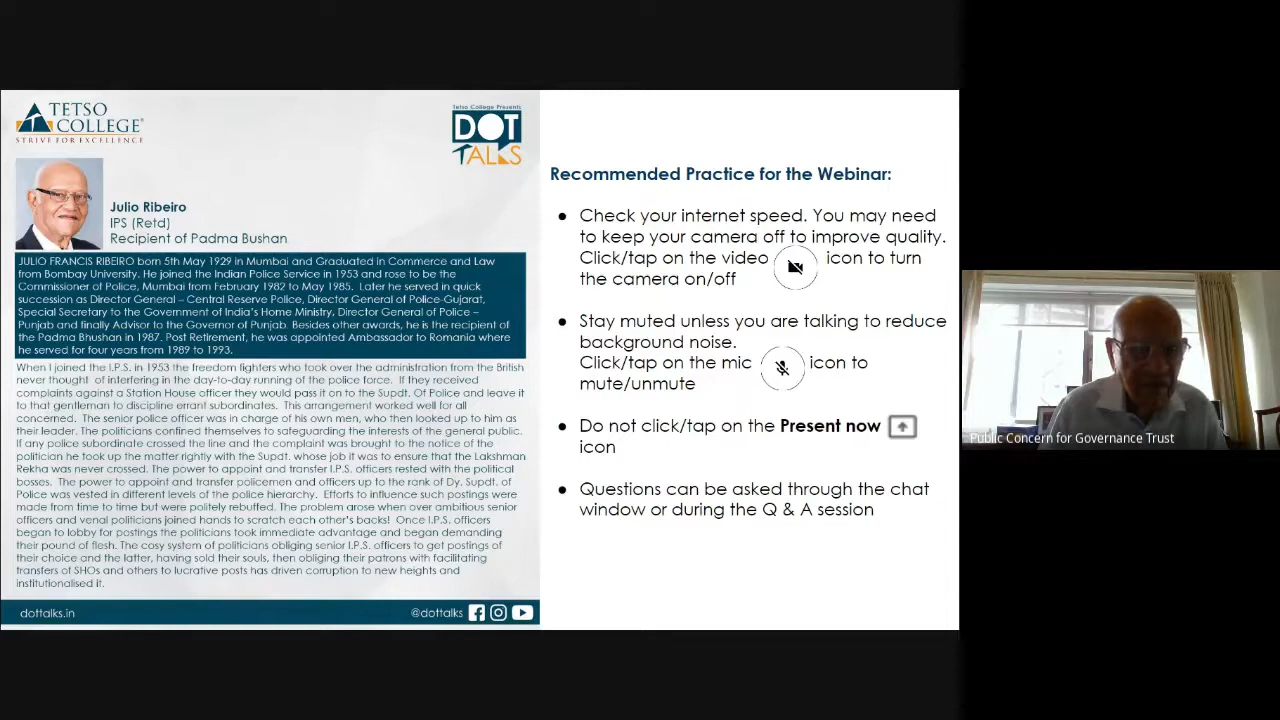 TETSO
COLLEGE®
STRIVE FOR EXCELLENCE
Tetso College Presents
DOT
TALKS
Julio Ribeiro
IPS (Retd)
Recipient of Padma Bushan
JULIO FRANCIS RIBEIRO born 5th May 1929 in Mumbai and Graduated in Commerce and Law
from Bombay University. He joined the Indian Police Service in 1953 and rose to be the
Commissioner of Police, Mumbai from February 1982 to May 1985. Later he served in quick
succession as Director General – Central Reserve Police, Director General of Police-Gujarat,
Special Secretary to the Government of India's Home Ministry, Director General of Police –
Punjab and finally Advisor to the Governor of Punjab. Besides other awards, he is the recipient of
the Padma Bhushan in 1987. Post Retirement, he was appointed Ambassador to Romania where
he served for four years from 1989 to 1993.
When I joined the I.P.S. in 1953 the freedom fighters who took over the administration from the British
never thought of interfering in the day-to-day running of the police force. If they received
complaints against a Station House officer they would pass it on to the Supdt. Of Police and leave it
to that gentleman to discipline errant subordinates. This arrangement worked well for all
concerned. The senior police officer was in charge of his own men, who then looked up to him as
their leader. The politicians confined themselves to safeguarding the interests of the general public.
If any police subordinate crossed the line and the complaint was brought to the notice of the
politician he took up the matter rightly with the Supdt. whose job it was to ensure that the Lakshman
Rekha was never crossed. The power to appoint and transfer I.P.S. officers rested with the political
bosses. The power to appoint and transfer policemen and officers up to the rank of Dy. Supdt. of
Police was vested in different levels of the police hierarchy. Efforts to influence such postings were
made from time to time but were politely rebuffed. The problem arose when over ambitious senior
officers and venal politicians joined hands to scratch each other's backs! Once I.P.S. officers
began to lobby for postings the politicians took immediate advantage and began demanding
their pound of flesh. The cosy system of politicians obliging senior I.P.S. officers to get postings of
their choice and the latter, having sold their souls, then obliging their patrons with facilitating
transfers of SHOs and others to lucrative posts has driven corruption to new heights and
institutionalised it.
dottalks.in
@dottalks
Recommended Practice for the Webinar:
● Check your internet speed. You may need
to keep your camera off to improve quality.
Click/tap on the video icon to turn
the camera on/off
● Stay muted unless you are talking to reduce
background noise.
Click/tap on the mic icon to
mute/unmute
● Do not click/tap on the Present now
icon
● Questions can be asked through the chat
window or during the Q & A session
Public Concern for Governance Trust